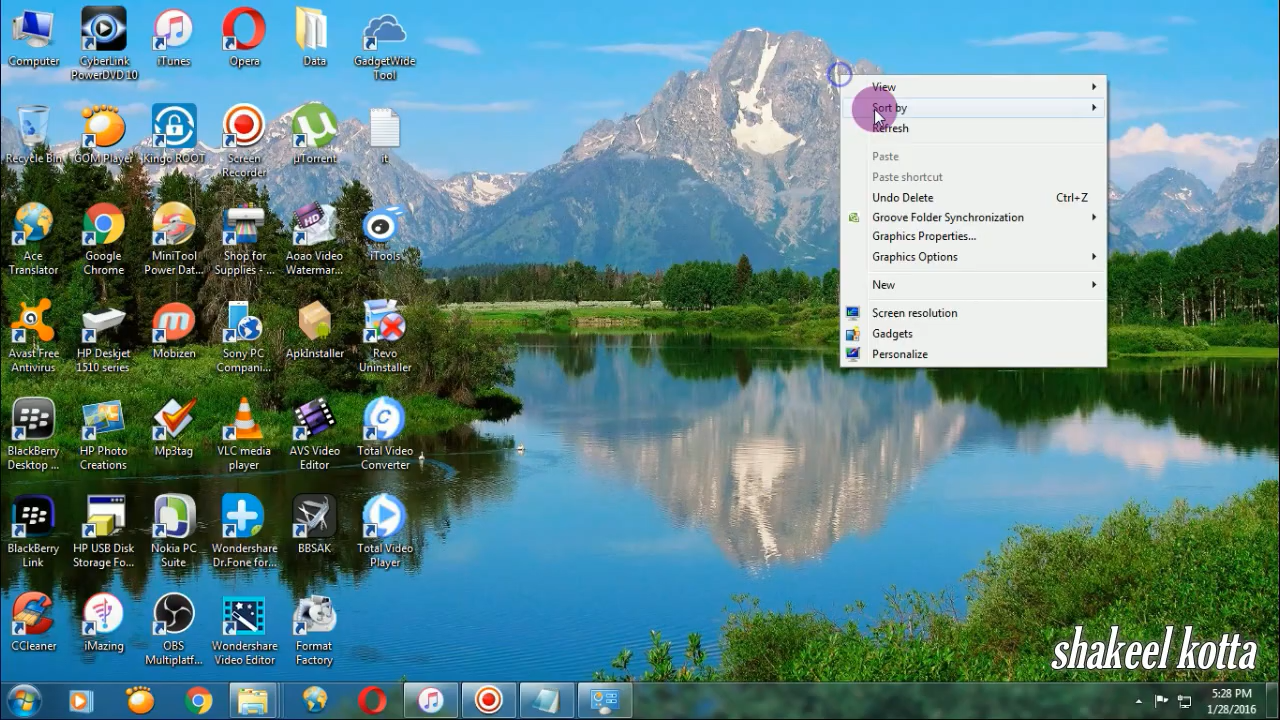 Computer
CyberLink
PowerDVD 10
iTunes
Opera
Data
GadgetWide
Tool
Recycle Bin
GOM Player
Kingo ROOT
Screen
Recorder
µTorrent
it
Ace
Translator
Google
Chrome
MiniTool
Power Dat...
Shop for
Supplies - ...
Aoao Video
Watermar...
iTools
Avast Free
Antivirus
HP Deskjet
1510 series
Mobizen
Sony PC
Compani...
ApkInstaller
Revo
Uninstaller
BlackBerry
Desktop ...
HP Photo
Creations
Mp3tag
VLC media
player
AVS Video
Editor
Total Video
Converter
BlackBerry
Link
HP USB Disk
Storage Fo...
Nokia PC
Suite
Wondershare
Dr.Fone for...
BBSAK
Total Video
Player
CCleaner
iMazing
OBS
Multiplatf...
Wondershare
Video Editor
Format
Factory
View
Sort by
Refresh
Paste
Paste shortcut
Undo Delete Ctrl+Z
Groove Folder Synchronization
Graphics Properties...
Graphics Options
New
Screen resolution
Gadgets
Personalize
shakeel kotta
5:28 PM
1/28/2016